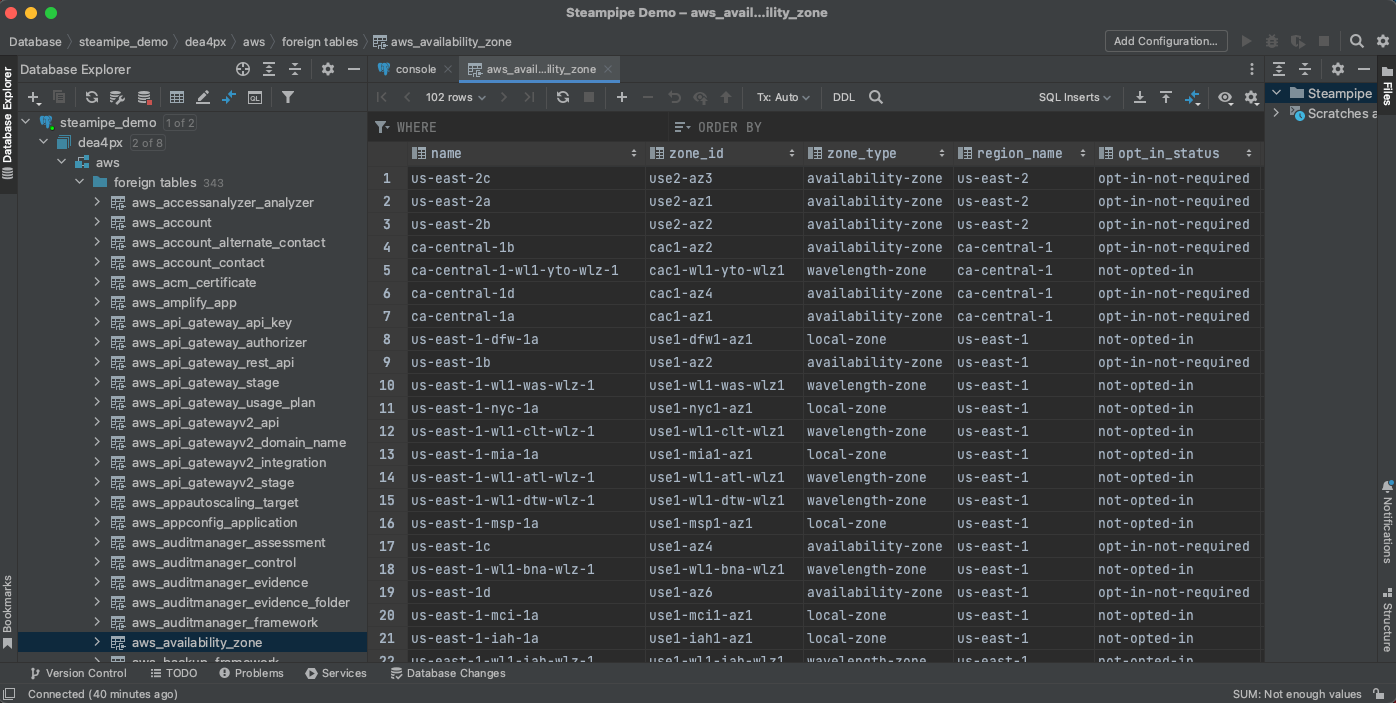 Steampipe Demo – aws_avail...ility_zone
Database steamipe_demo dea4px aws foreign tables aws_availability_zone
Add Configuration...
Database Explorer
console aws_avail...ility_zone
102 rows Tx: Auto DDL SQL Inserts
WHERE ORDER BY
steamipe_demo 1 of 2
dea4px 2 of 8
aws
foreign tables 343
aws_accessanalyzer_analyzer
aws_account
aws_account_alternate_contact
aws_account_contact
aws_acm_certificate
aws_amplify_app
aws_api_gateway_api_key
aws_api_gateway_authorizer
aws_api_gateway_rest_api
aws_api_gateway_stage
aws_api_gateway_usage_plan
aws_api_gatewayv2_api
aws_api_gatewayv2_domain_name
aws_api_gatewayv2_integration
aws_api_gatewayv2_stage
aws_appautoscaling_target
aws_appconfig_application
aws_auditmanager_assessment
aws_auditmanager_control
aws_auditmanager_evidence
aws_auditmanager_evidence_folder
aws_auditmanager_framework
aws_availability_zone
aws_backup_framework
name zone_id zone_type region_name opt_in_status
1 us-east-2c use2-az3 availability-zone us-east-2 opt-in-not-required
2 us-east-2a use2-az1 availability-zone us-east-2 opt-in-not-required
3 us-east-2b use2-az2 availability-zone us-east-2 opt-in-not-required
4 ca-central-1b cac1-az2 availability-zone ca-central-1 opt-in-not-required
5 ca-central-1-wl1-yto-wlz-1 cac1-wl1-yto-wlz1 wavelength-zone ca-central-1 not-opted-in
6 ca-central-1d cac1-az4 availability-zone ca-central-1 opt-in-not-required
7 ca-central-1a cac1-az1 availability-zone ca-central-1 opt-in-not-required
8 us-east-1-dfw-1a use1-dfw1-az1 local-zone us-east-1 not-opted-in
9 us-east-1b use1-az2 availability-zone us-east-1 opt-in-not-required
10 us-east-1-wl1-was-wlz-1 use1-wl1-was-wlz1 wavelength-zone us-east-1 not-opted-in
11 us-east-1-nyc-1a use1-nyc1-az1 local-zone us-east-1 not-opted-in
12 us-east-1-wl1-clt-wlz-1 use1-wl1-clt-wlz1 wavelength-zone us-east-1 not-opted-in
13 us-east-1-mia-1a use1-mia1-az1 local-zone us-east-1 not-opted-in
14 us-east-1-wl1-atl-wlz-1 use1-wl1-atl-wlz1 wavelength-zone us-east-1 not-opted-in
15 us-east-1-wl1-dtw-wlz-1 use1-wl1-dtw-wlz1 wavelength-zone us-east-1 not-opted-in
16 us-east-1-msp-1a use1-msp1-az1 local-zone us-east-1 not-opted-in
17 us-east-1c use1-az4 availability-zone us-east-1 opt-in-not-required
18 us-east-1-wl1-bna-wlz-1 use1-wl1-bna-wlz1 wavelength-zone us-east-1 not-opted-in
19 us-east-1d use1-az6 availability-zone us-east-1 opt-in-not-required
20 us-east-1-mci-1a use1-mci1-az1 local-zone us-east-1 not-opted-in
21 us-east-1-iah-1a use1-iah1-az1 local-zone us-east-1 not-opted-in
22 us-east-1-wl1-iah-wlz-1 use1-wl1-iah-wlz1 wavelength-zone us-east-1 not-opted-in
Steampipe
Scratches a
Database Explorer
Bookmarks
Files
Notifications
Structure
Version Control TODO Problems Services Database Changes
Connected (40 minutes ago) SUM: Not enough values